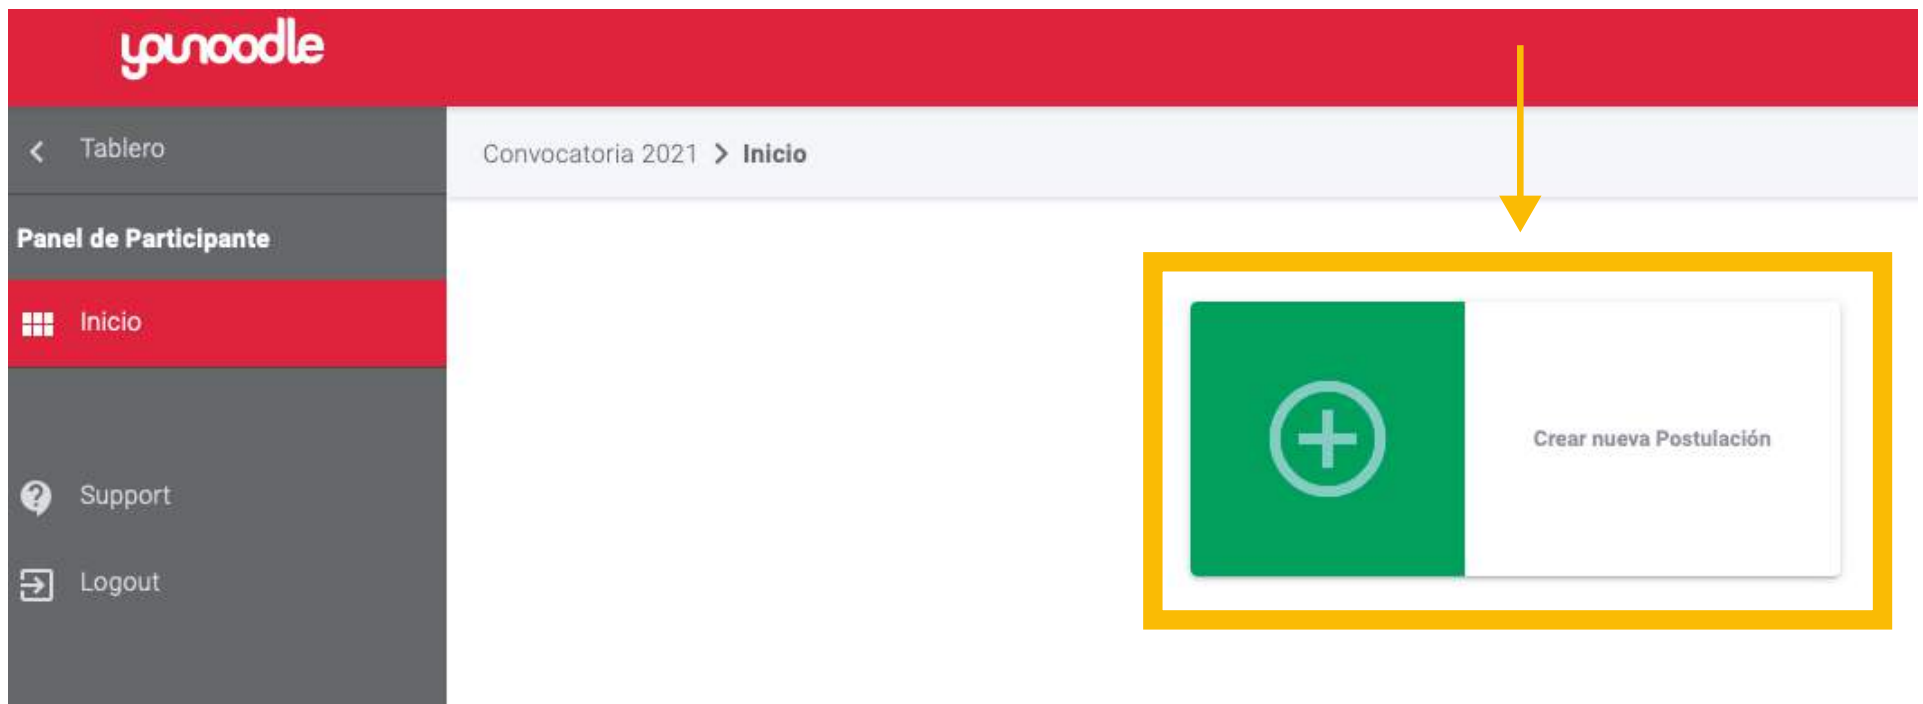 younoodle
Tablero
Convocatoria 2021 > Inicio
Panel de Participante
Inicio
Crear nueva Postulación
Support
Logout